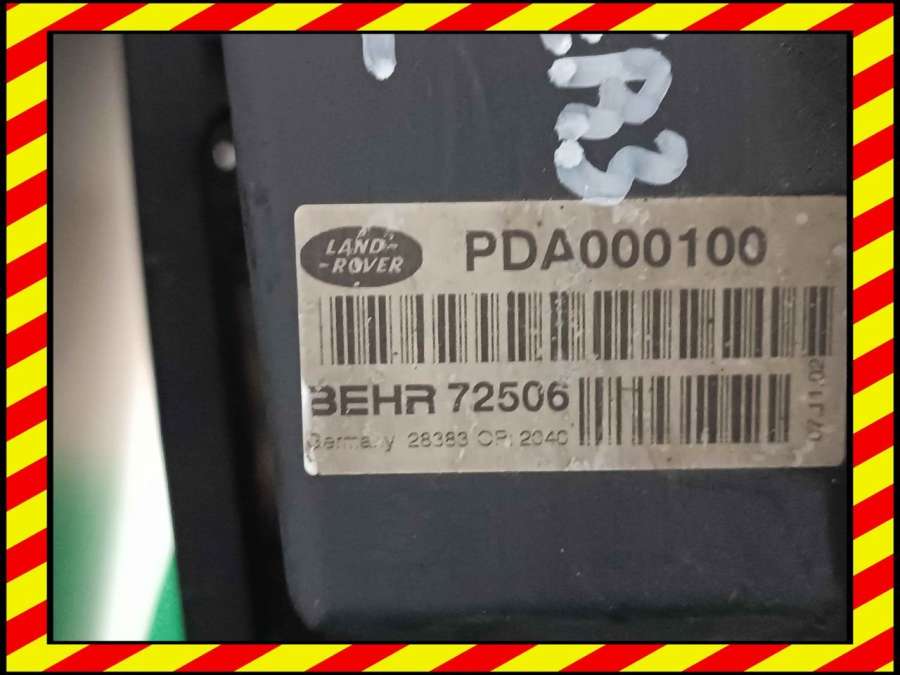 LAND-
-ROVER
PDA000100
BEHR 72506
Germany 28383 OP: 2040
07.11.02